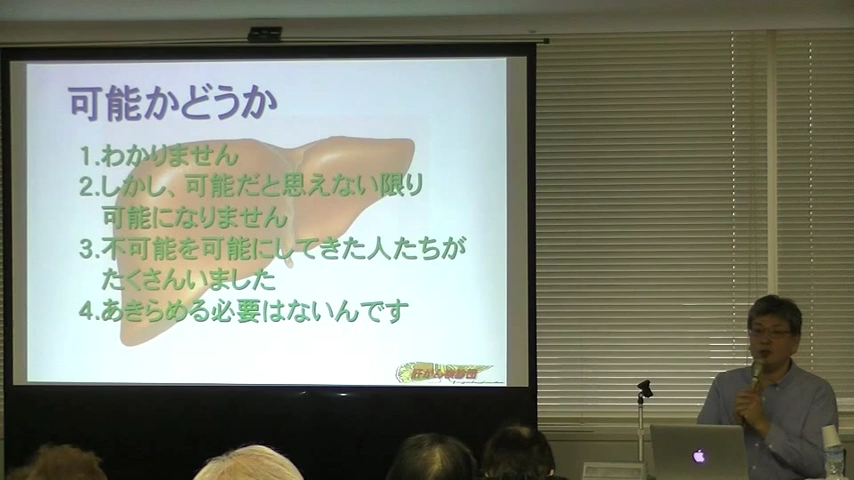 可能かどうか
1.わかりません
2.しかし、可能だと思えない限り
可能になりません
3.不可能を可能にしてきた人たちが
たくさんいました
4.あきらめる必要はないんです